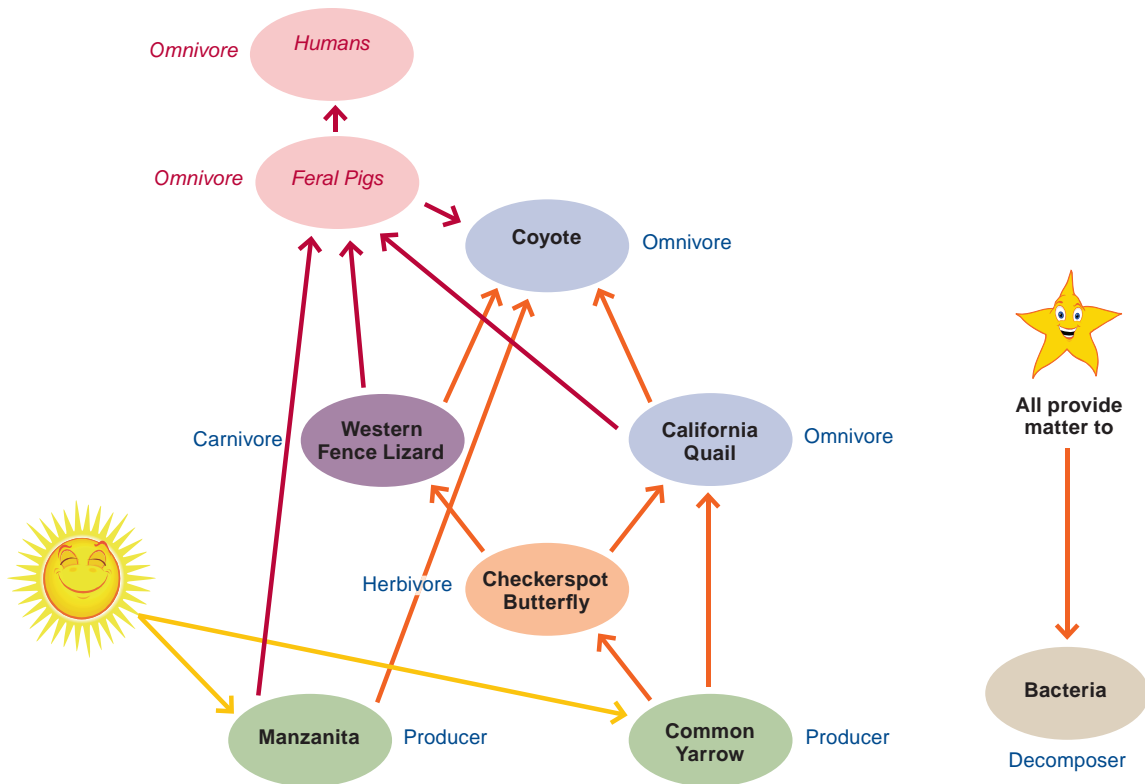 Humans
Omnivore
Feral Pigs
Omnivore
Coyote
Omnivore
All provide
matter to
Western
Fence Lizard
Carnivore
California
Quail
Omnivore
Checkerspot
Butterfly
Herbivore
Bacteria
Decomposer
Manzanita
Producer
Common
Yarrow
Producer